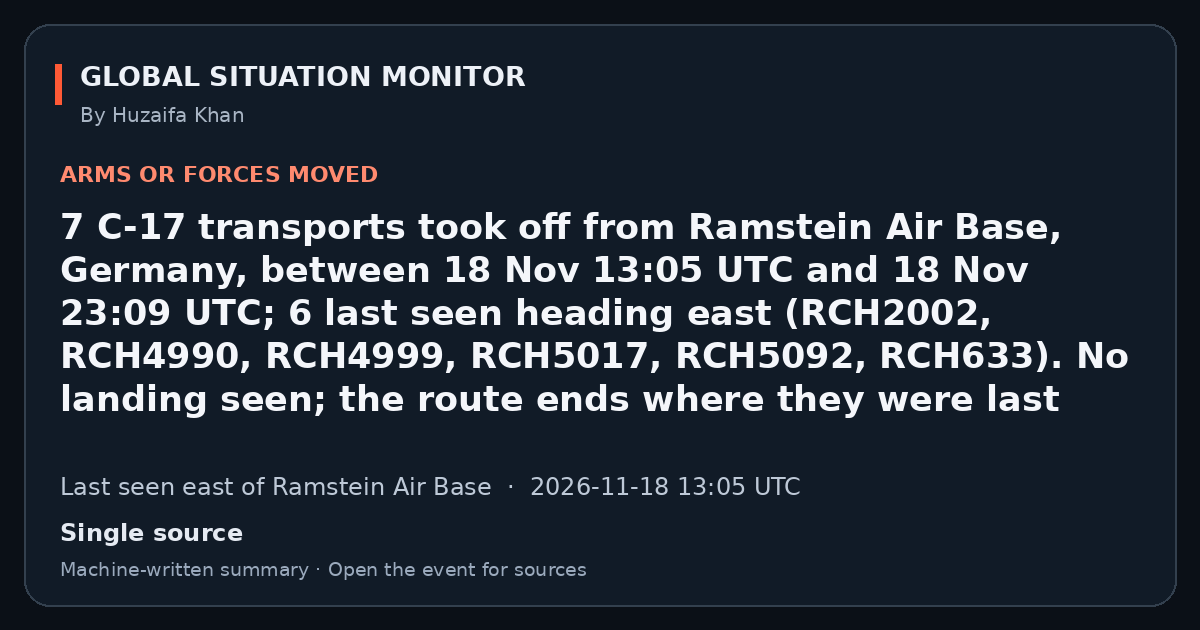 GLOBAL SITUATION MONITOR
By Huzaifa Khan
ARMS OR FORCES MOVED
7 C-17 transports took off from Ramstein Air Base,
Germany, between 18 Nov 13:05 UTC and 18 Nov
23:09 UTC; 6 last seen heading east (RCH2002,
RCH4990, RCH4999, RCH5017, RCH5092, RCH633). No
landing seen; the route ends where they were last
Last seen east of Ramstein Air Base · 2026-11-18 13:05 UTC
Single source
Machine-written summary · Open the event for sources